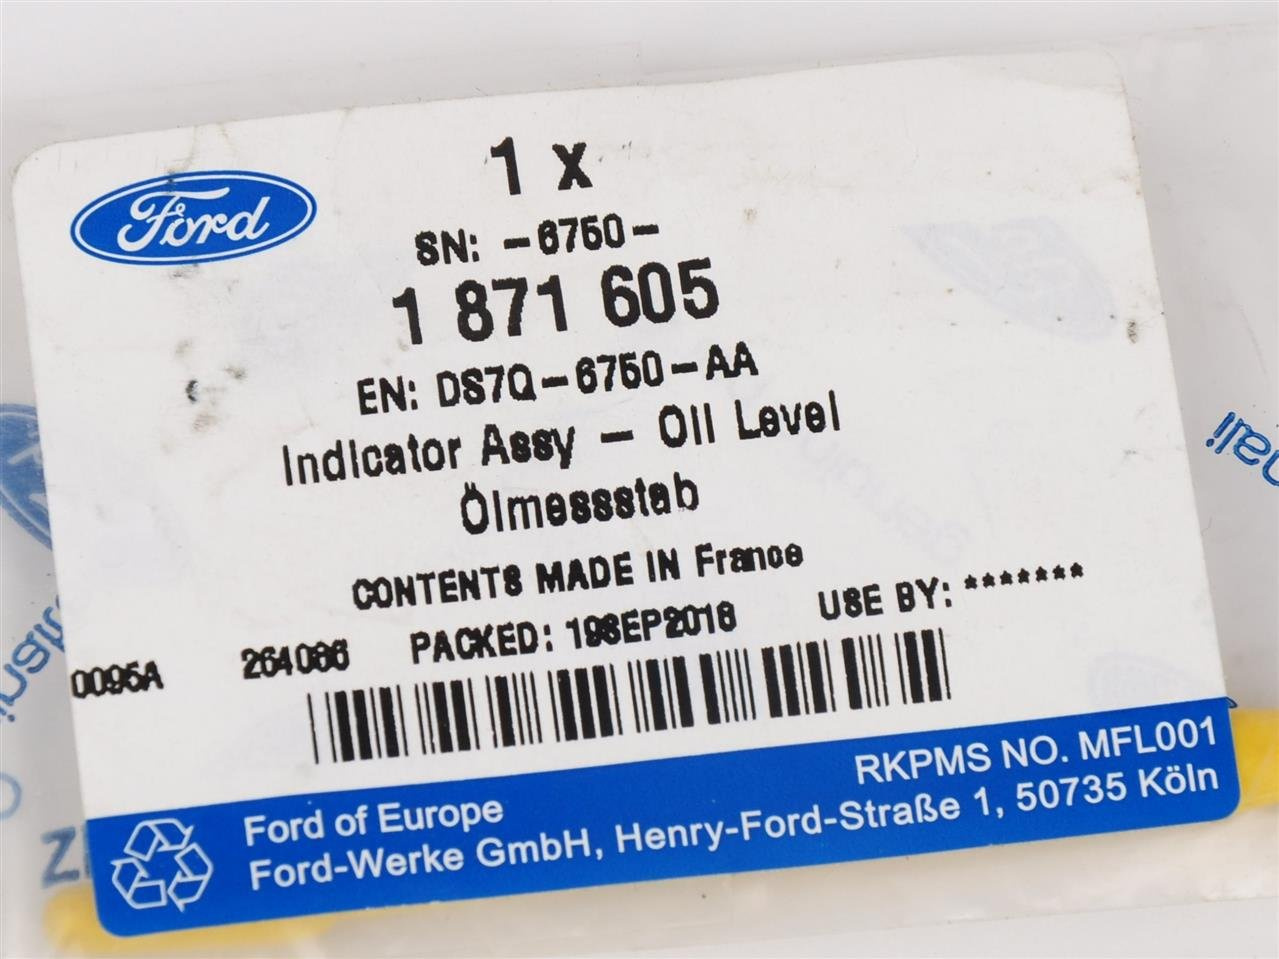 Ford
1 x
SN: -6750-
1 871 605
EN: DS7Q-6750-AA
Indicator Assy - Oil Level
Ölmessstab
CONTENTS MADE IN France
0095A 264086 PACKED: 19SEP2018 USE BY: *******
RKPMS NO. MFL001
Ford of Europe
Ford-Werke GmbH, Henry-Ford-Straße 1, 50735 Köln